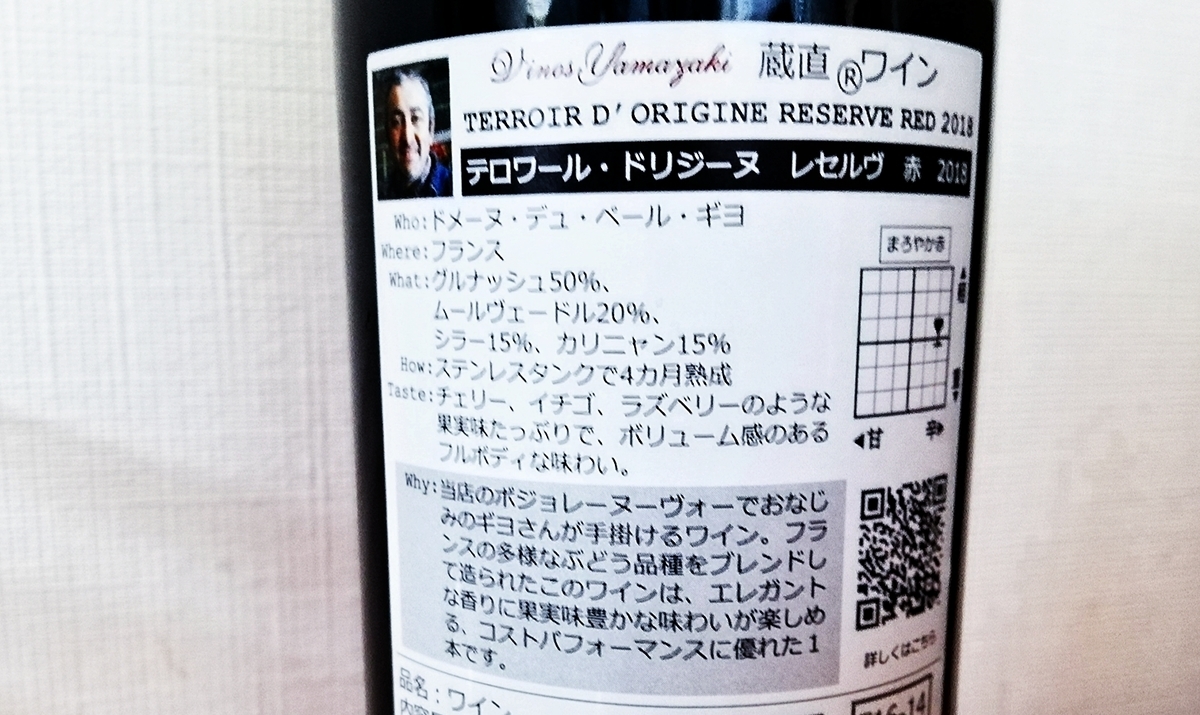 Vinos Yamazaki 蔵直®ワイン
TERROIR D'ORIGINE RESERVE RED 2018
テロワール・ドリジーヌ レセルヴ 赤 2018
Who:ドメーヌ・デュ・ペール・ギヨ
Where:フランス
What:グルナッシュ50%、
ムールヴェードル20%、
シラー15%、カリニャン15%
How:ステンレスタンクで4カ月熟成
Taste:チェリー、イチゴ、ラズベリーのような
果実味たっぷりで、ボリューム感のある
フルボディな味わい。
まろやか赤
◀甘 辛▶
Why:当店のボジョレーヌーヴォーでおなじ
みのギヨさんが手掛けるワイン。フラ
ンスの多様なぶどう品種をブレンドし
て造られたこのワインは、エレガント
な香りに果実味豊かな味わいが楽しめ
る、コストパフォーマンスに優れた1
本です。
詳しくはこちら
品名:ワイン